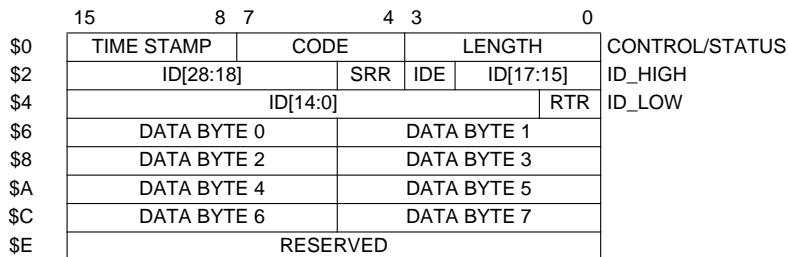 15 8 7 4 3 0
$0 TIME STAMP CODE LENGTH CONTROL/STATUS
$2 ID[28:18] SRR IDE ID[17:15] ID_HIGH
$4 ID[14:0] RTR ID_LOW
$6 DATA BYTE 0 DATA BYTE 1
$8 DATA BYTE 2 DATA BYTE 3
$A DATA BYTE 4 DATA BYTE 5
$C DATA BYTE 6 DATA BYTE 7
$E RESERVED